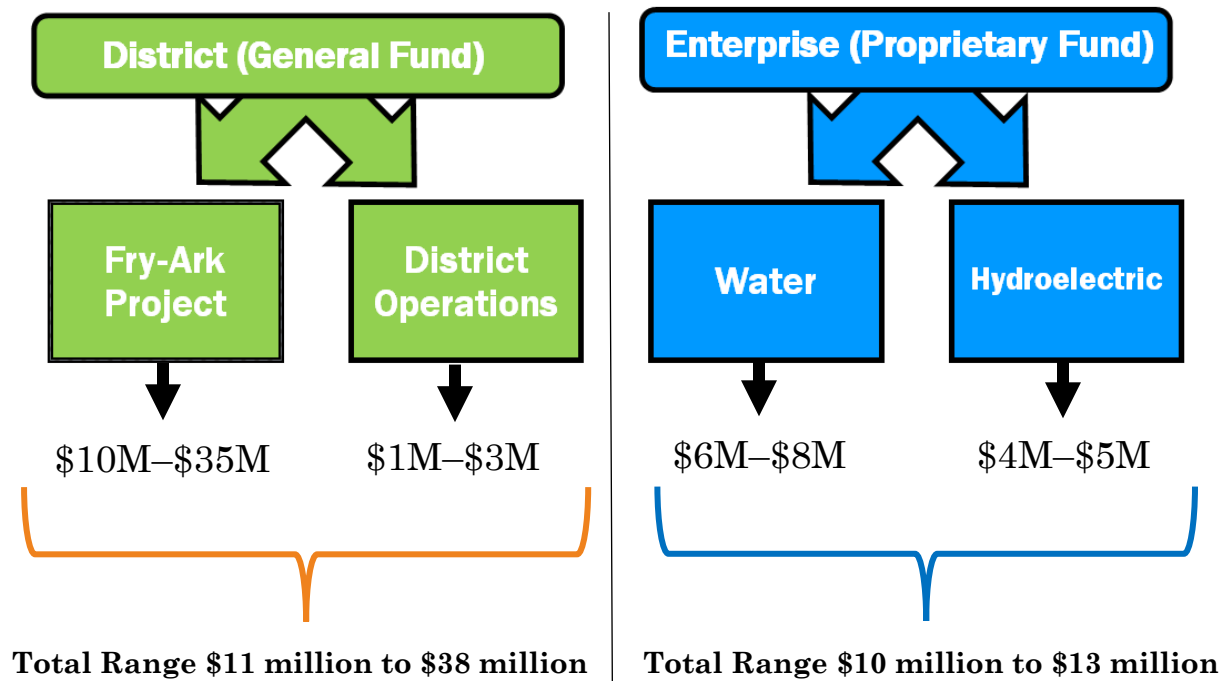 District (General Fund)
Fry-Ark
Project
District
Operations
$10M–$35M
$1M–$3M
Total Range $11 million to $38 million
Enterprise (Proprietary Fund)
Water
Hydroelectric
$6M–$8M
$4M–$5M
Total Range $10 million to $13 million